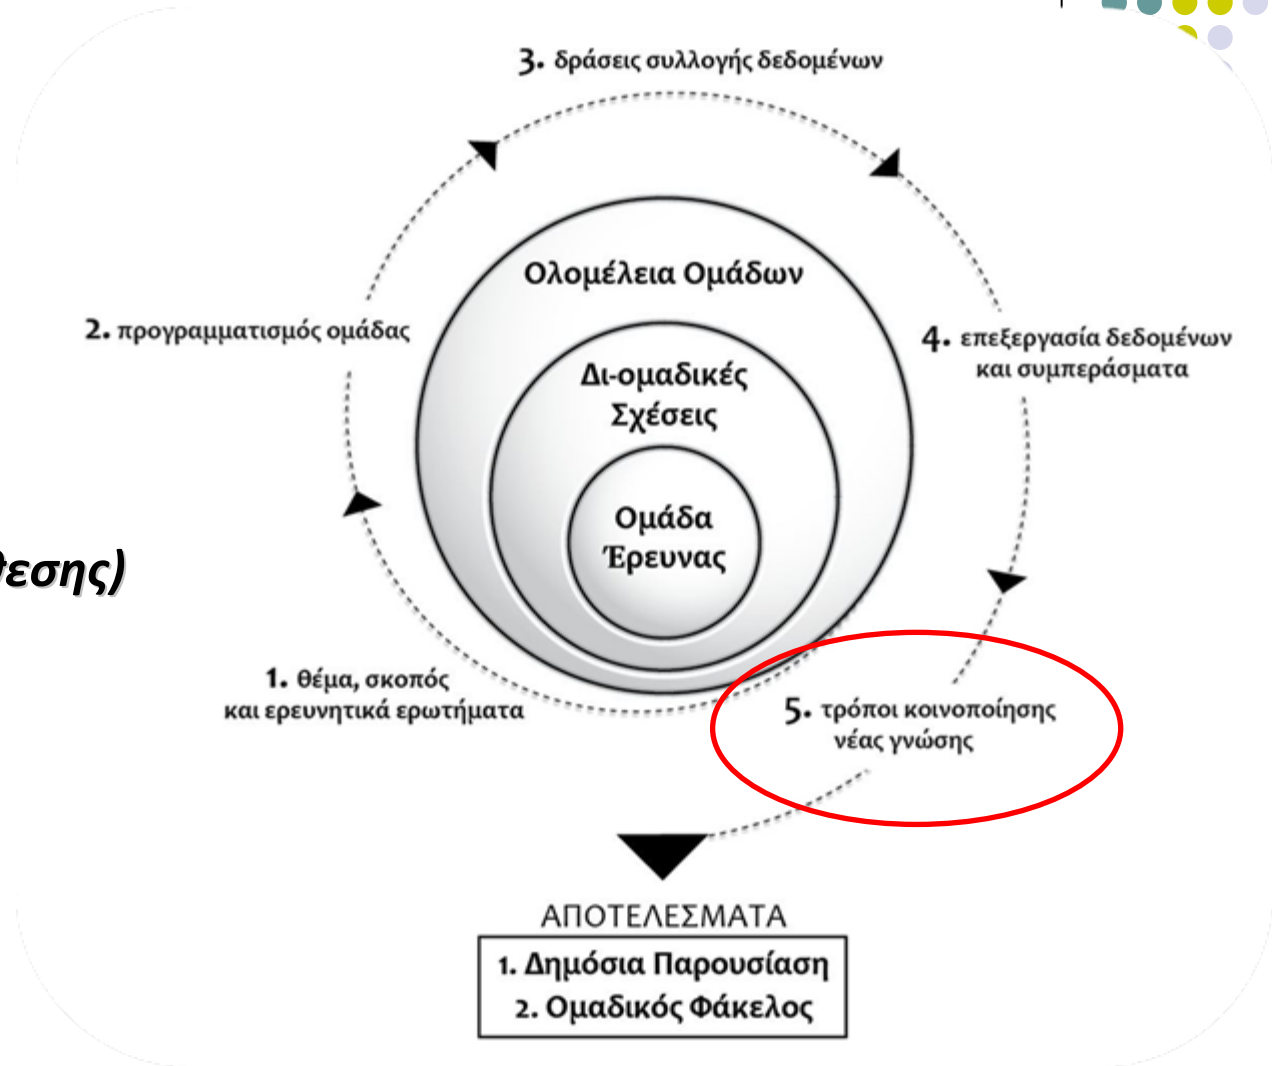 3. δράσεις συλλογής δεδομένων
Ολομέλεια Ομάδων
2. προγραμματισμός ομάδας
4. επεξεργασία δεδομένων
και συμπεράσματα
Δι-ομαδικές
Σχέσεις
Ομάδα
Έρευνας
1. θέμα, σκοπός
και ερευνητικά ερωτήματα
5. τρόποι κοινοποίησης
νέας γνώσης
ΑΠΟΤΕΛΕΣΜΑΤΑ
1. Δημόσια Παρουσίαση
2. Ομαδικός Φάκελος